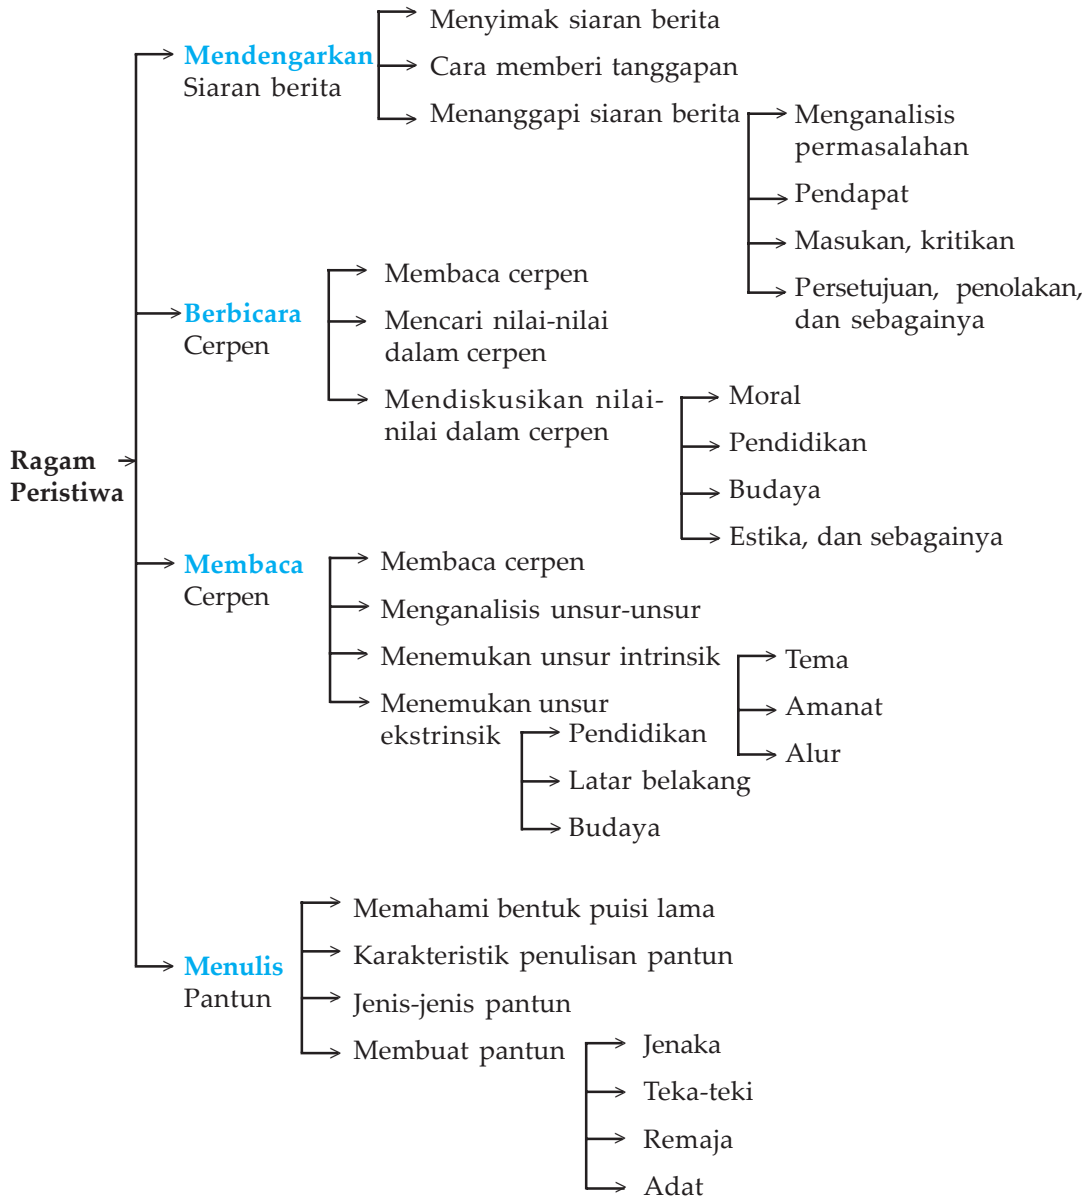 Ragam
Peristiwa
Mendengarkan
Siaran berita
Menyimak siaran berita
Cara memberi tanggapan
Menanggapi siaran berita
Menganalisis
permasalahan
Pendapat
Masukan, kritikan
Persetujuan, penolakan,
dan sebagainya
Berbicara
Cerpen
Membaca cerpen
Mencari nilai-nilai
dalam cerpen
Mendiskusikan nilai-
nilai dalam cerpen
Moral
Pendidikan
Budaya
Estika, dan sebagainya
Membaca
Cerpen
Membaca cerpen
Menganalisis unsur-unsur
Menemukan unsur intrinsik
Tema
Amanat
Alur
Menemukan unsur
ekstrinsik
Pendidikan
Latar belakang
Budaya
Menulis
Pantun
Memahami bentuk puisi lama
Karakteristik penulisan pantun
Jenis-jenis pantun
Membuat pantun
Jenaka
Teka-teki
Remaja
Adat